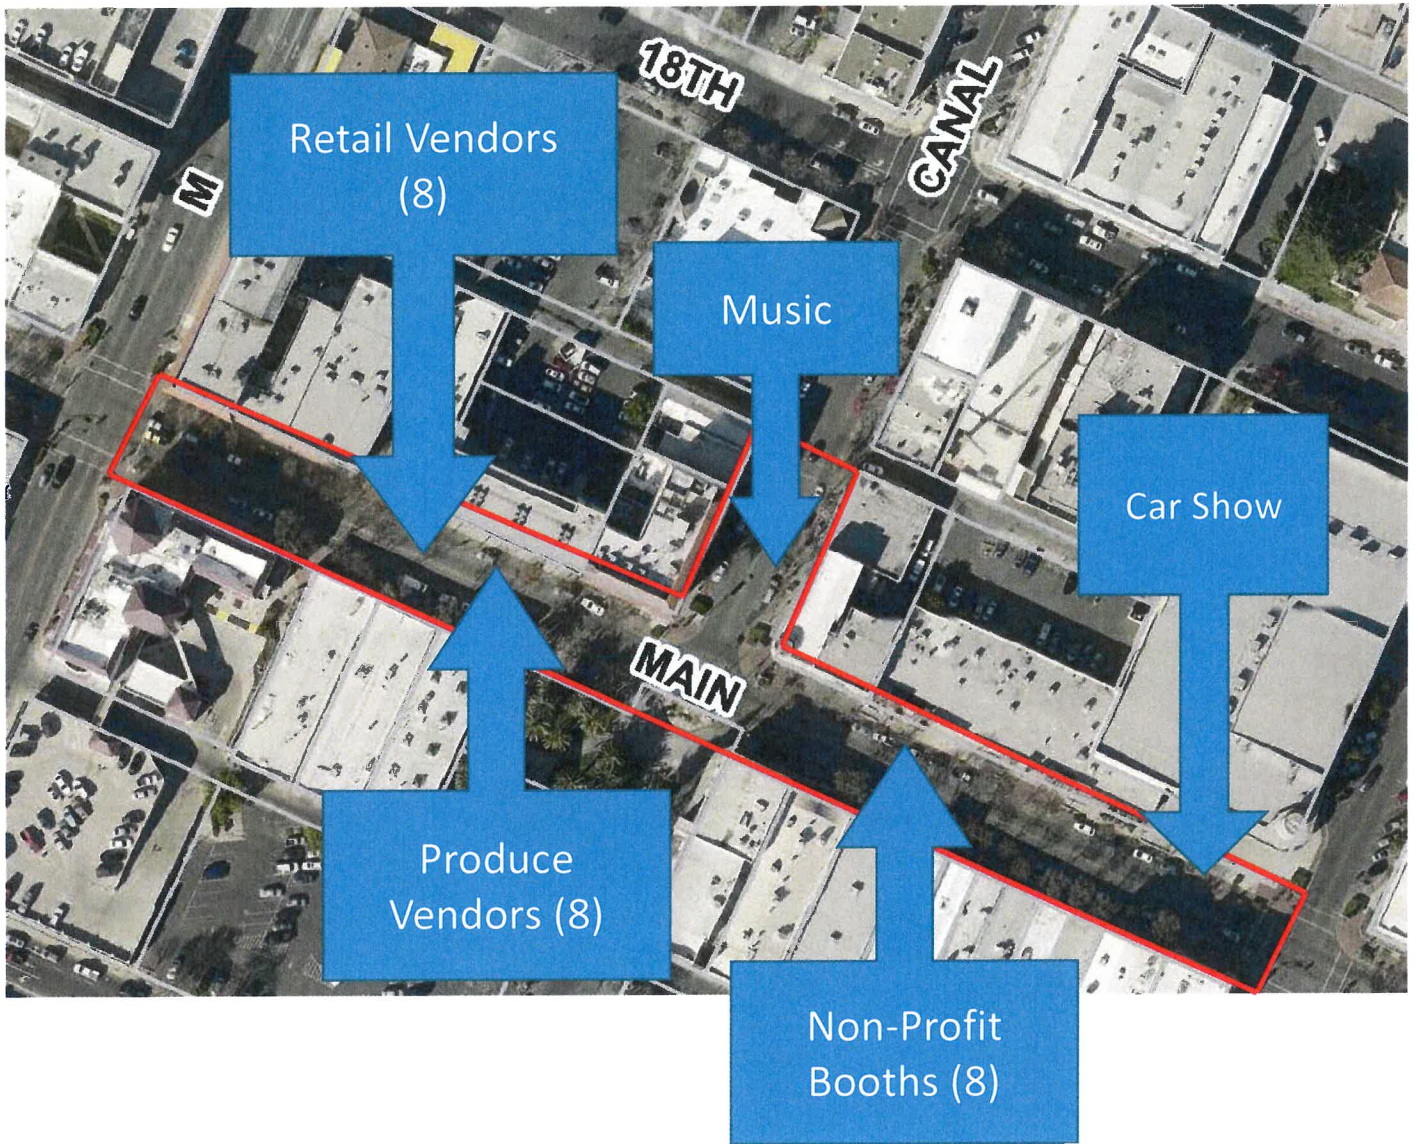 18TH
CANAL
M
Retail Vendors
(8)
Music
Car Show
MAIN
Produce
Vendors (8)
Non-Profit
Booths (8)